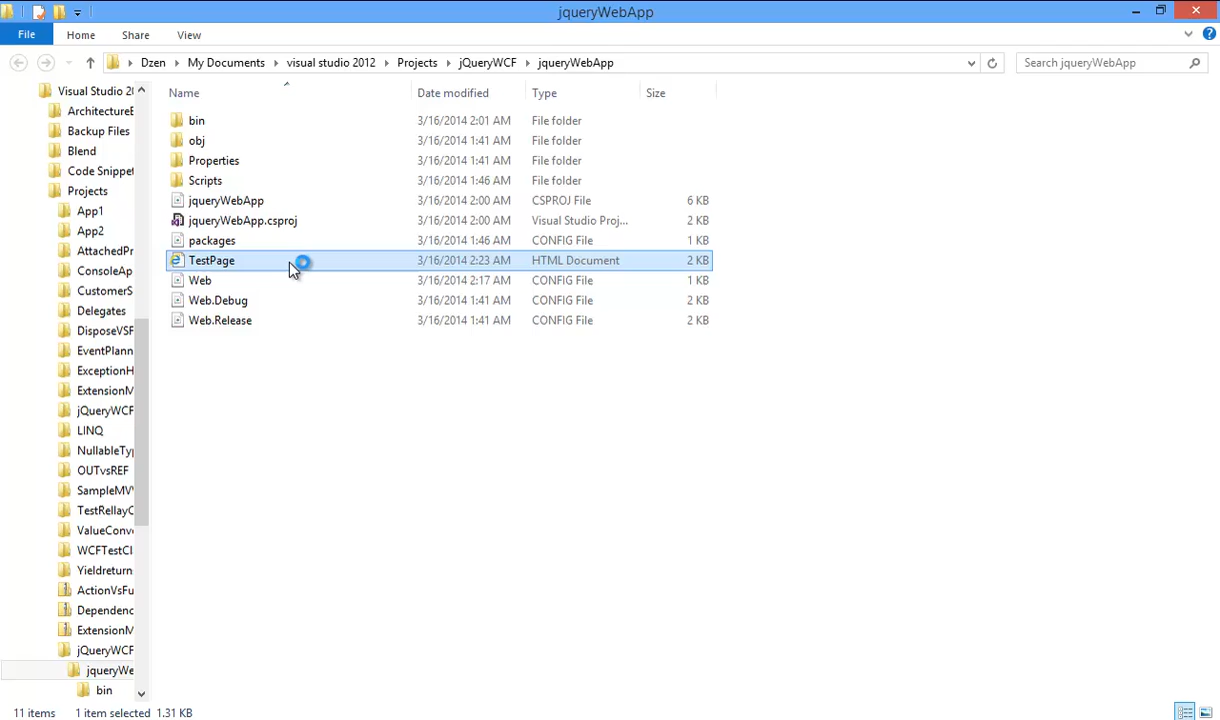 jqueryWebApp
File Home Share View
Dzen My Documents visual studio 2012 Projects jQueryWCF jqueryWebApp Search jqueryWebApp
Name Date modified Type Size
Visual Studio 20
ArchitectureE
Backup Files
Blend
Code Snippet
Projects
App1
App2
AttachedPr
ConsoleAp
CustomerS
Delegates
DisposeVSF
EventPlann
ExceptionH
ExtensionM
jQueryWCF
LINQ
NullableTy
OUTvsREF
SampleMV
TestRellayC
ValueConv
WCFTestCl
Yieldreturn
ActionVsFu
Dependenc
ExtensionM
jQueryWCF
jqueryWe
bin
bin 3/16/2014 2:01 AM File folder
obj 3/16/2014 1:41 AM File folder
Properties 3/16/2014 1:41 AM File folder
Scripts 3/16/2014 1:46 AM File folder
jqueryWebApp 3/16/2014 2:00 AM CSPROJ File 6 KB
jqueryWebApp.csproj 3/16/2014 2:00 AM Visual Studio Proj... 2 KB
packages 3/16/2014 1:46 AM CONFIG File 1 KB
TestPage 3/16/2014 2:23 AM HTML Document 2 KB
Web 3/16/2014 2:17 AM CONFIG File 1 KB
Web.Debug 3/16/2014 1:41 AM CONFIG File 2 KB
Web.Release 3/16/2014 1:41 AM CONFIG File 2 KB
11 items 1 item selected 1.31 KB